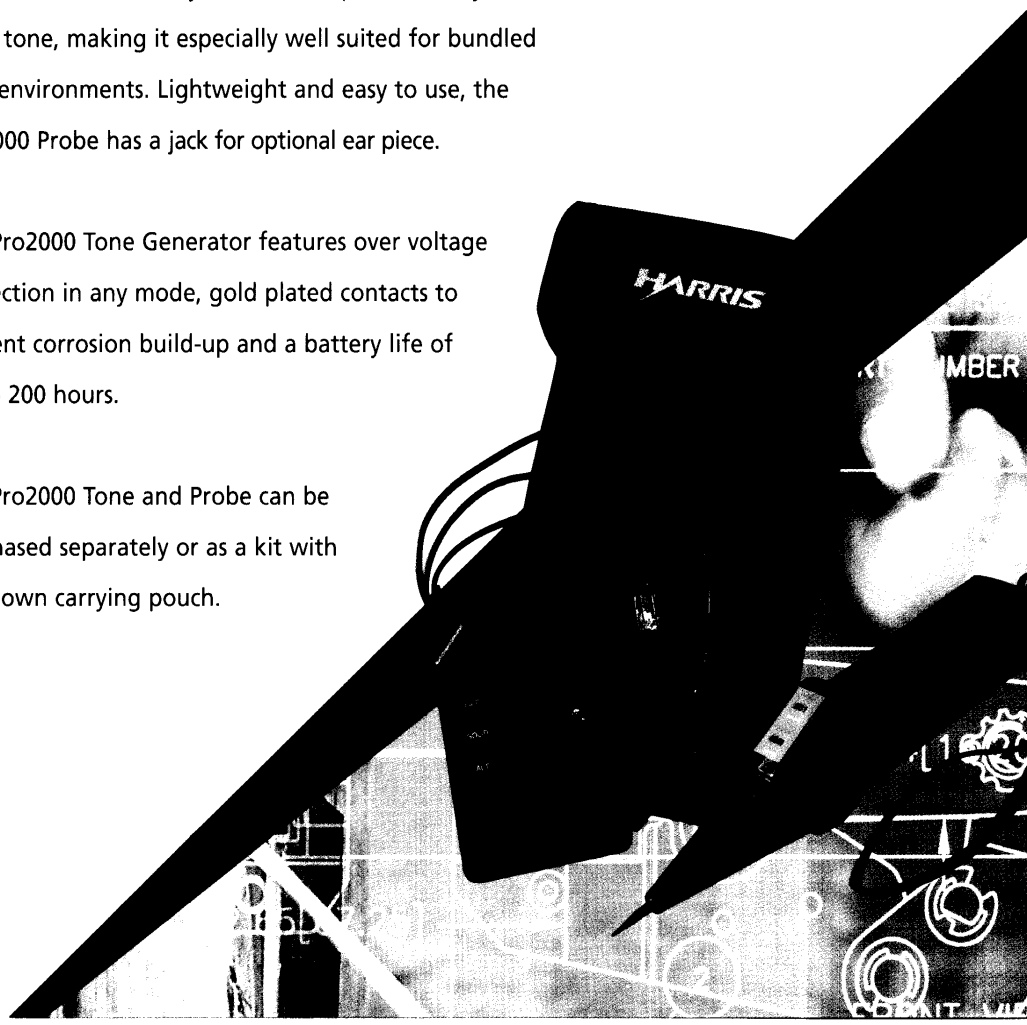 tone, making it especially well suited for bundled
environments. Lightweight and easy to use, the
000 Probe has a jack for optional ear piece.
Pro2000 Tone Generator features over voltage
ction in any mode, gold plated contacts to
ent corrosion build-up and a battery life of
200 hours.
Pro2000 Tone and Probe can be
ased separately or as a kit with
own carrying pouch.
HARRIS
MBER
2